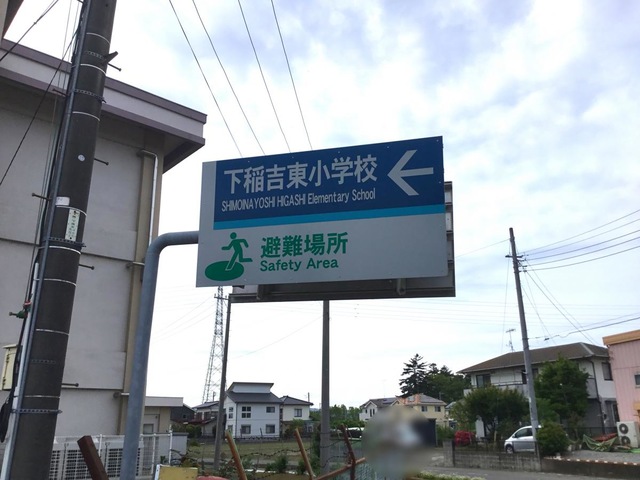 下稲吉東小学校
SHIMOINAYOSHI HIGASHI Elementary School
避難場所
Safety Area